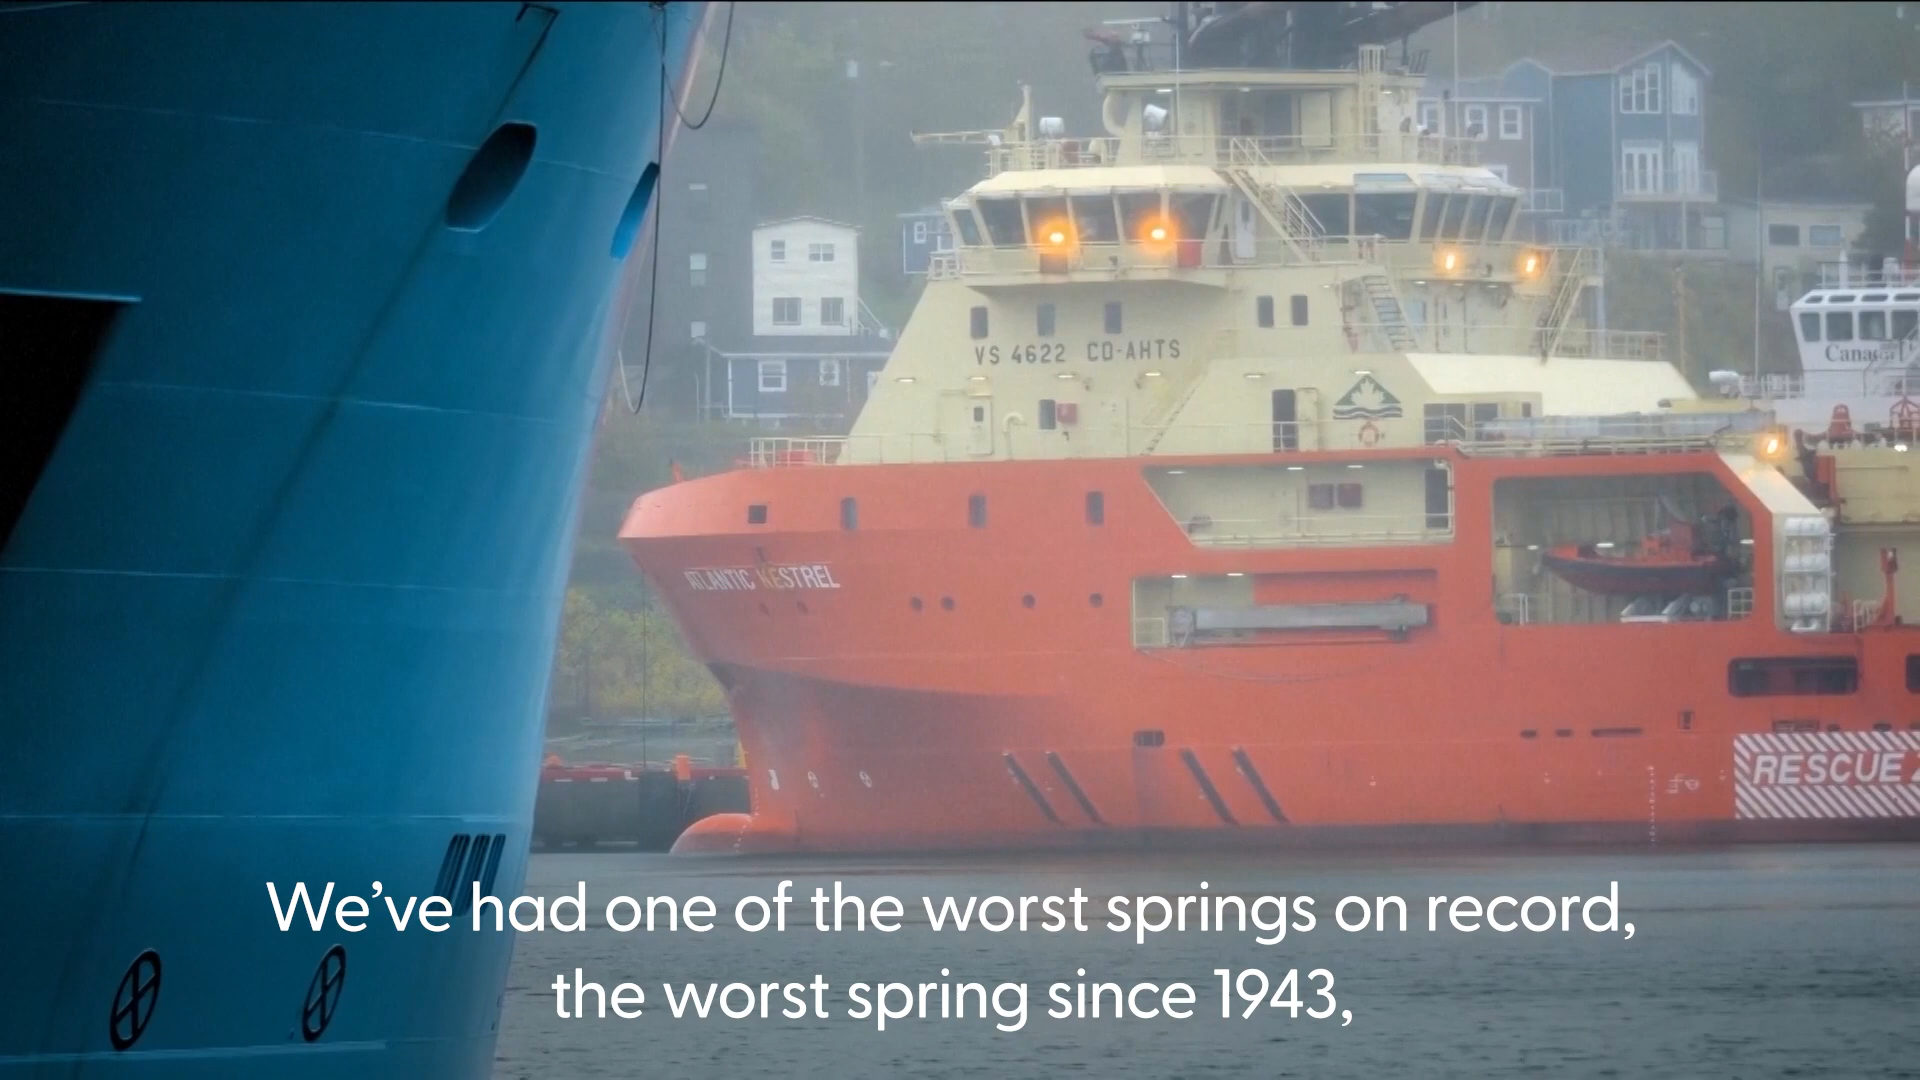 VS 4622 CD-AHTS
Canada
ATLANTIC KESTREL
RESCUE
We’ve had one of the worst springs on record,
the worst spring since 1943,